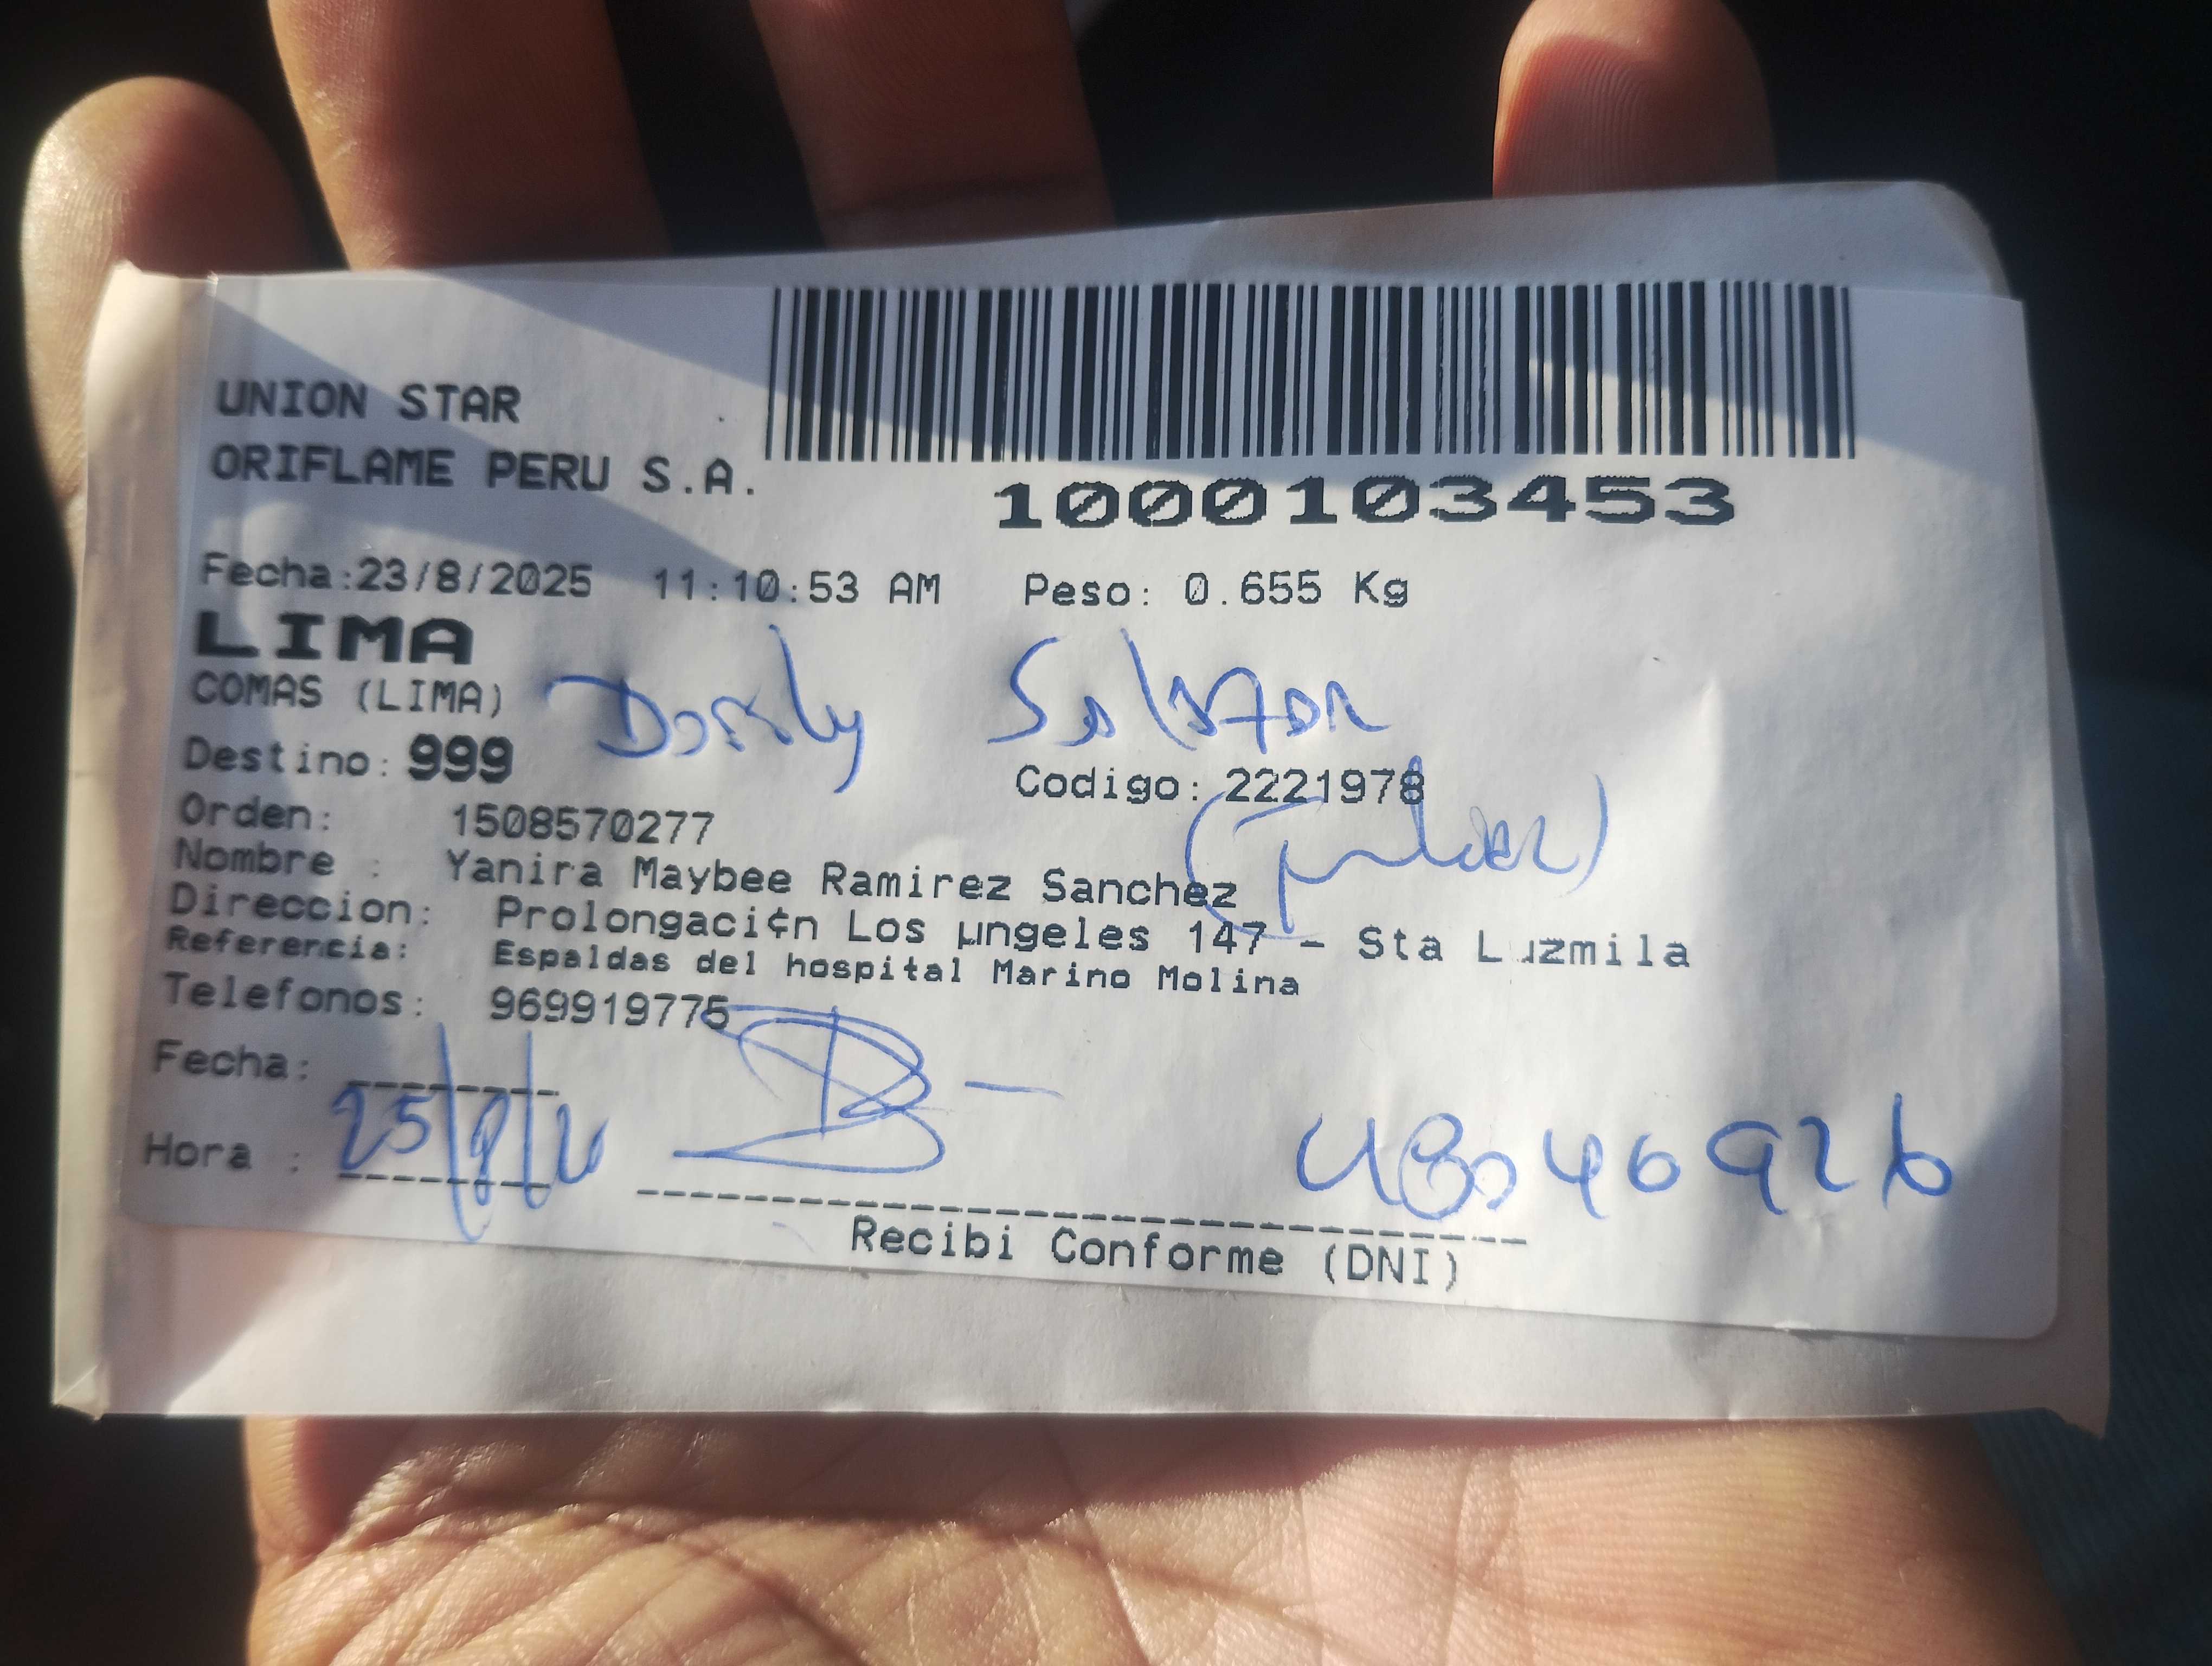 UNION STAR
ORIFLAME PERU S.A.
1000103453
Fecha:23/8/2025 11:10:53 AM Peso: 0.655 Kg
LIMA
COMAS (LIMA)
Destino: 999 Codigo: 2221978
Orden: 1508570277
Nombre : Yanira Maybee Ramirez Sanchez
Direccion: Prolongaci¢n Los µngeles 147 - Sta Luzmila
Referencia: Espaldas del hospital Marino Molina
Telefonos: 969919775
Fecha:
Hora : 25/8/
Recibi Conforme (DNI)